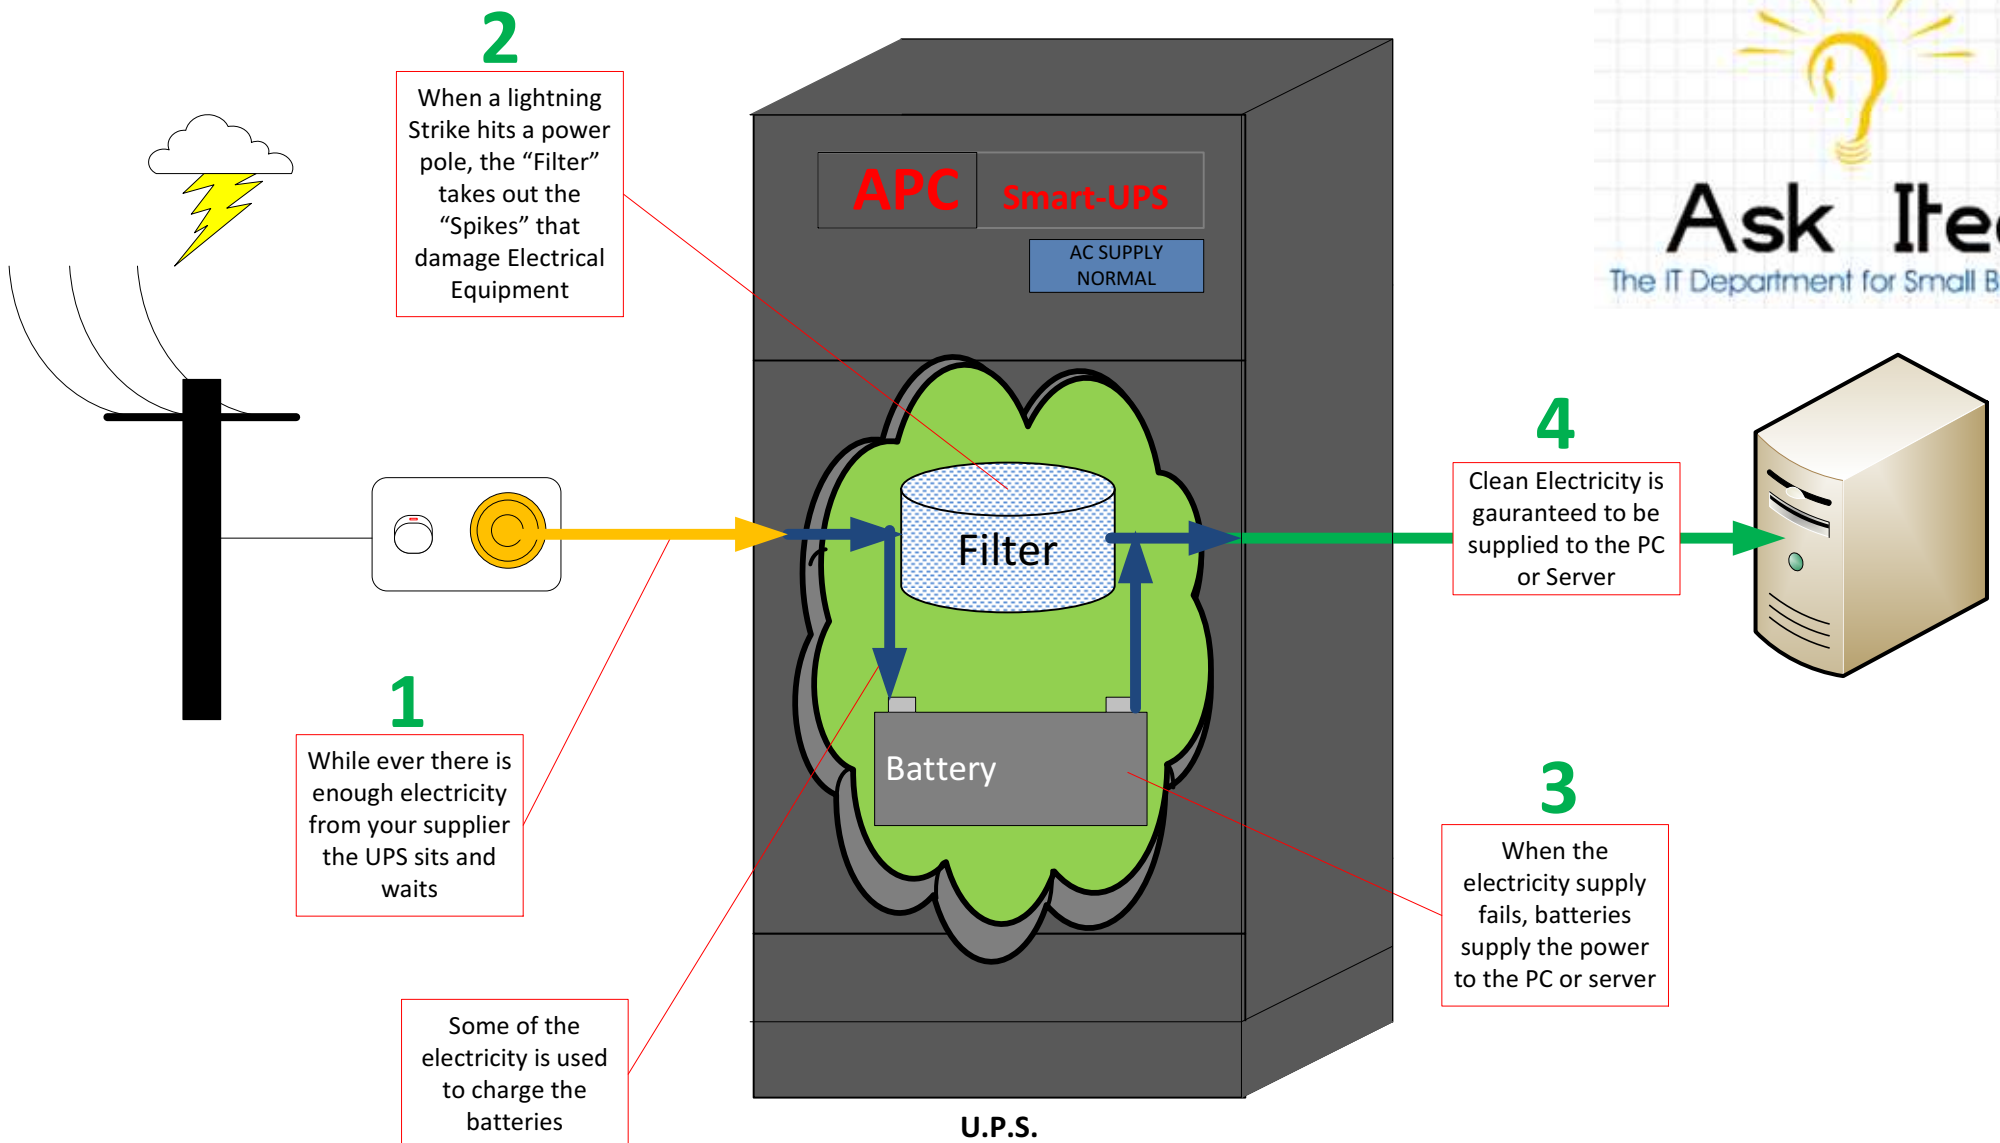 2
When a lightning
Strike hits a power
pole, the “Filter”
takes out the
“Spikes” that
damage Electrical
Equipment
APC
Smart-UPS
AC SUPPLY
NORMAL
Ask
The IT Department for Small
4
Clean Electricity is
gauranteed to be
supplied to the PC
or Server
Filter
Battery
1
While ever there is
enough electricity
from your supplier
the UPS sits and
waits
3
When the
electricity supply
fails, batteries
supply the power
to the PC or server
Some of the
electricity is used
to charge the
batteries
U.P.S.